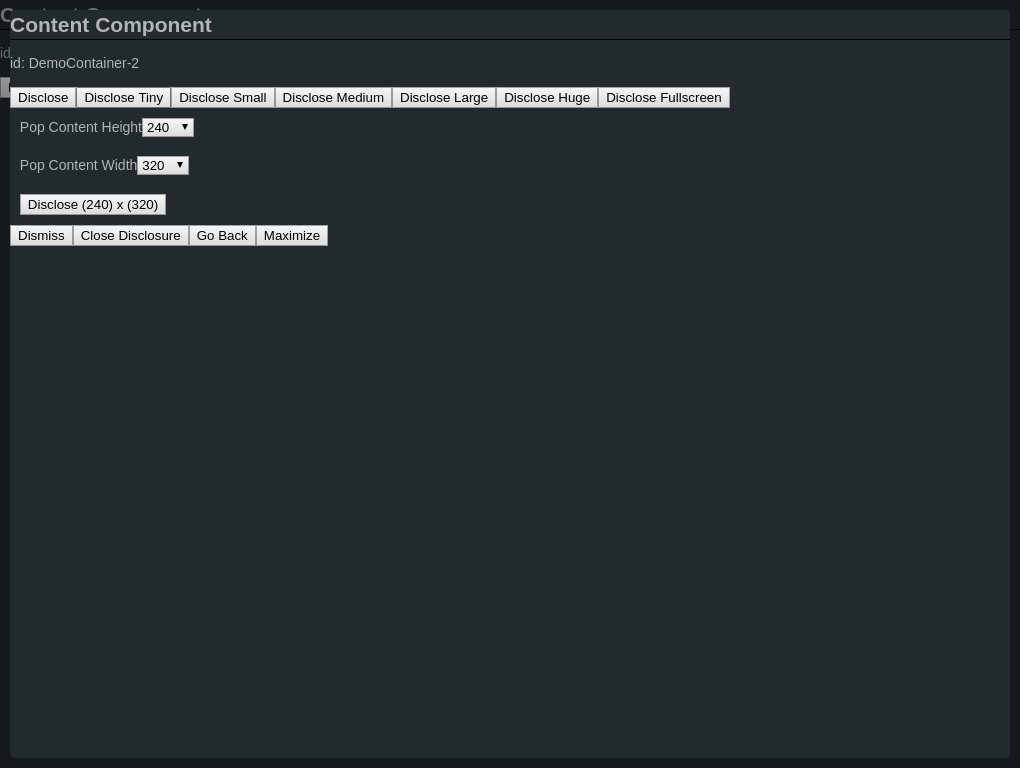 Content Component
id: DemoContainer-2
Disclose Disclose Tiny Disclose Small Disclose Medium Disclose Large Disclose Huge Disclose Fullscreen
Pop Content Height 240
Pop Content Width 320
Disclose (240) x (320)
Dismiss Close Disclosure Go Back Maximize